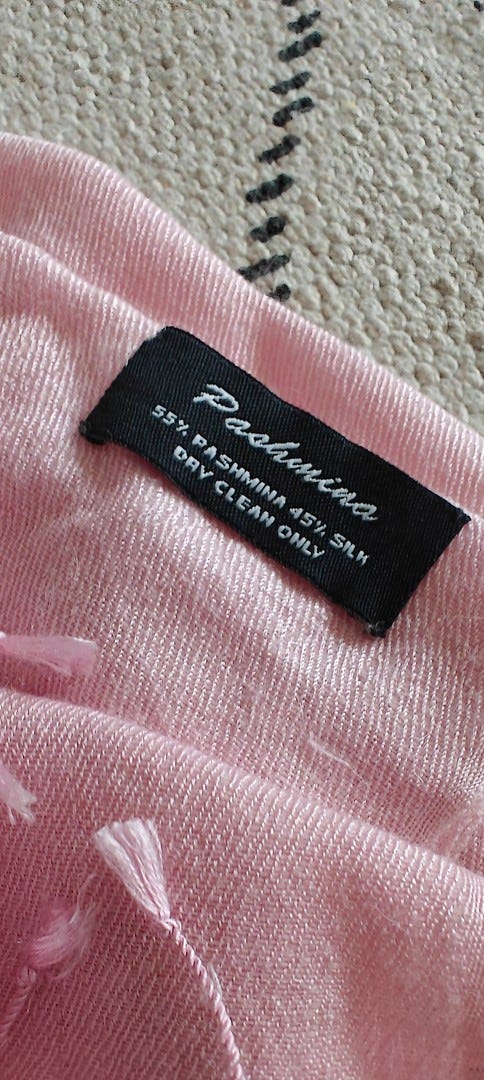 Pashmina
55% PASHMINA 45% SILK
DRY CLEAN ONLY